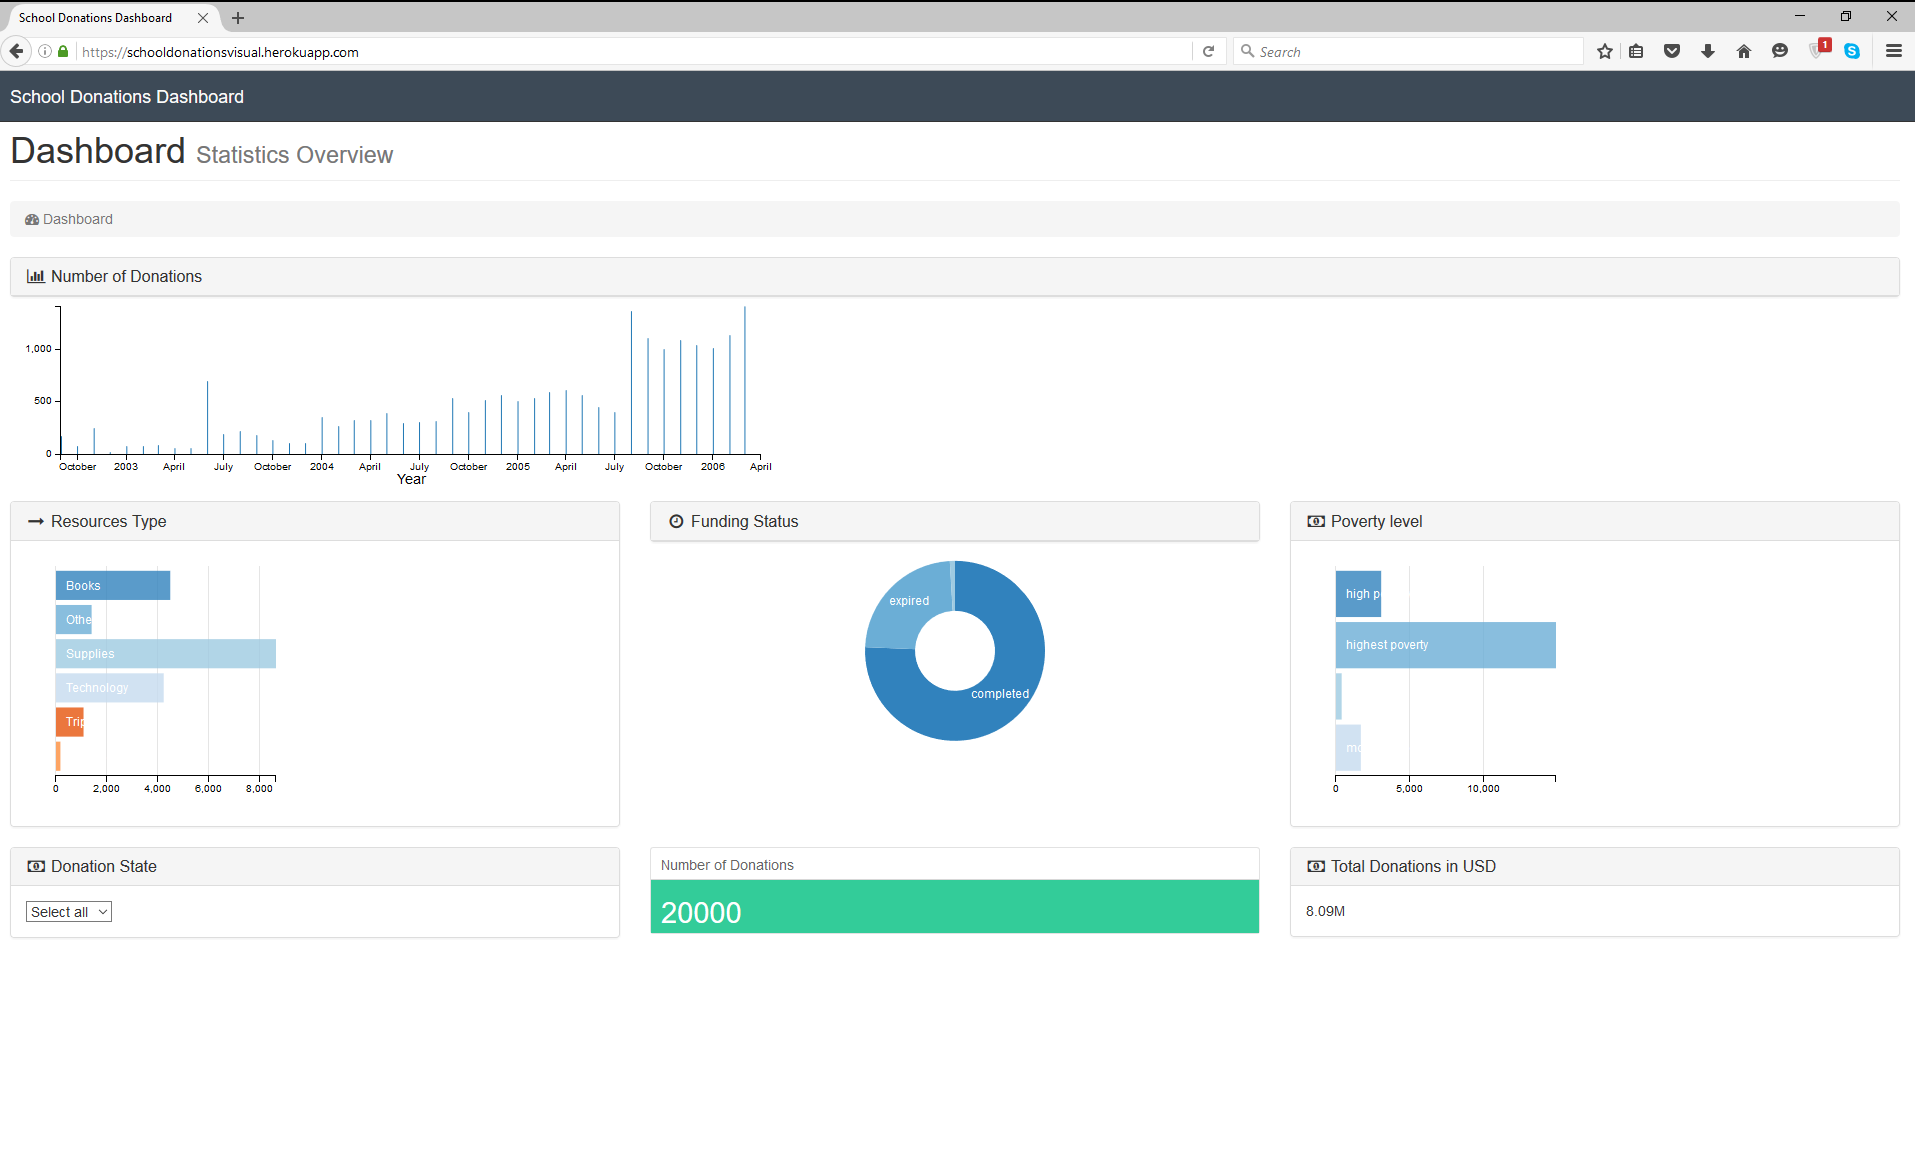 School Donations Dashboard
https://schooldonationsvisual.herokuapp.com
Search
1
S
School Donations Dashboard
Dashboard Statistics Overview
Dashboard
Number of Donations
1,000
500
0
October 2003 April July October 2004 April July October 2005 April July October 2006 April
Year
Resources Type
Books
Othe
Supplies
Technology
Trip
0 2,000 4,000 6,000 8,000
Funding Status
expired
completed
Poverty level
high p
highest poverty
mo
0 5,000 10,000
Donation State
Select all
Number of Donations
20000
Total Donations in USD
8.09M